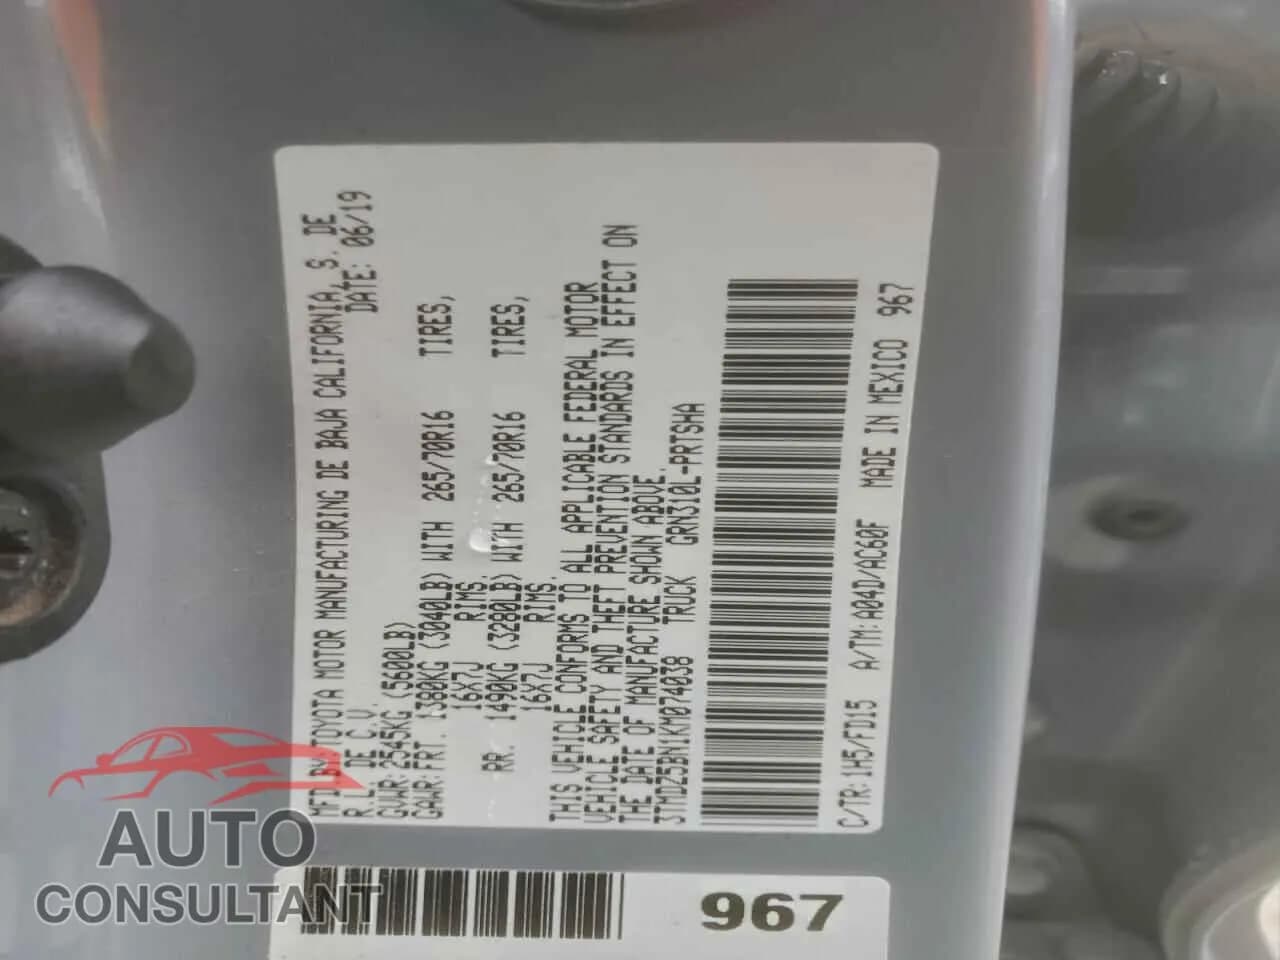 MFD BY: TOYOTA MOTOR MANUFACTURING DE BAJA CALIFORNIA, S. DE
R.L. DE C.V. DATE: 06/19
GVWR: 2545KG (5600LB)
GAWR: FRT. 1380KG (3040LB) WITH 265/70R16 TIRES,
16X7J RIMS,
RR. 1490KG (3280LB) WITH 265/70R16 TIRES,
16X7J RIMS.
THIS VEHICLE CONFORMS TO ALL APPLICABLE FEDERAL MOTOR
VEHICLE SAFETY AND THEFT PREVENTION STANDARDS IN EFFECT ON
THE DATE OF MANUFACTURE SHOWN ABOVE.
3TMDZ5BN1KM074038 TRUCK GRN310L-PRTSHA
C/TR: 1H5/FD15 A/TM: A04D/AC60F MADE IN MEXICO 967
967
AUTO
CONSULTANT